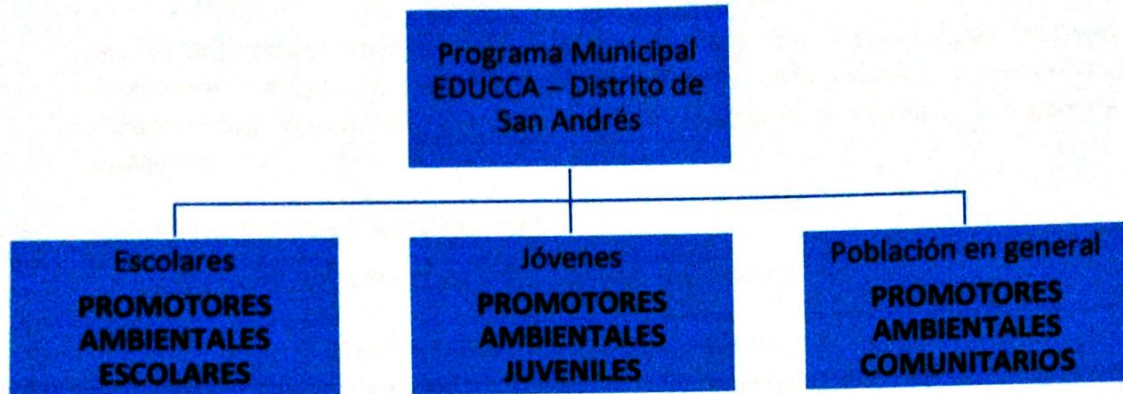 Programa Municipal
EDUCCA – Distrito de
San Andrés
Escolares
PROMOTORES
AMBIENTALES
ESCOLARES
Jóvenes
PROMOTORES
AMBIENTALES
JUVENILES
Población en general
PROMOTORES
AMBIENTALES
COMUNITARIOS